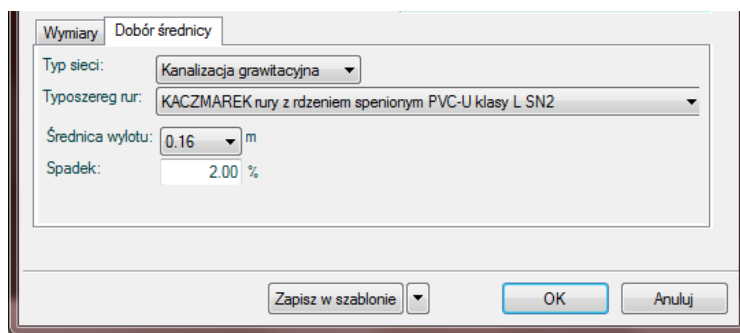 Wymiary Dobór średnicy
Typ sieci: Kanalizacja grawitacyjna
Typoszereg rur: KACZMAREK rury z rdzeniem spenionym PVC-U klasy L SN2
Średnica wylotu: 0.16 m
Spadek: 2.00 %
Zapisz w szablonie OK Anuluj